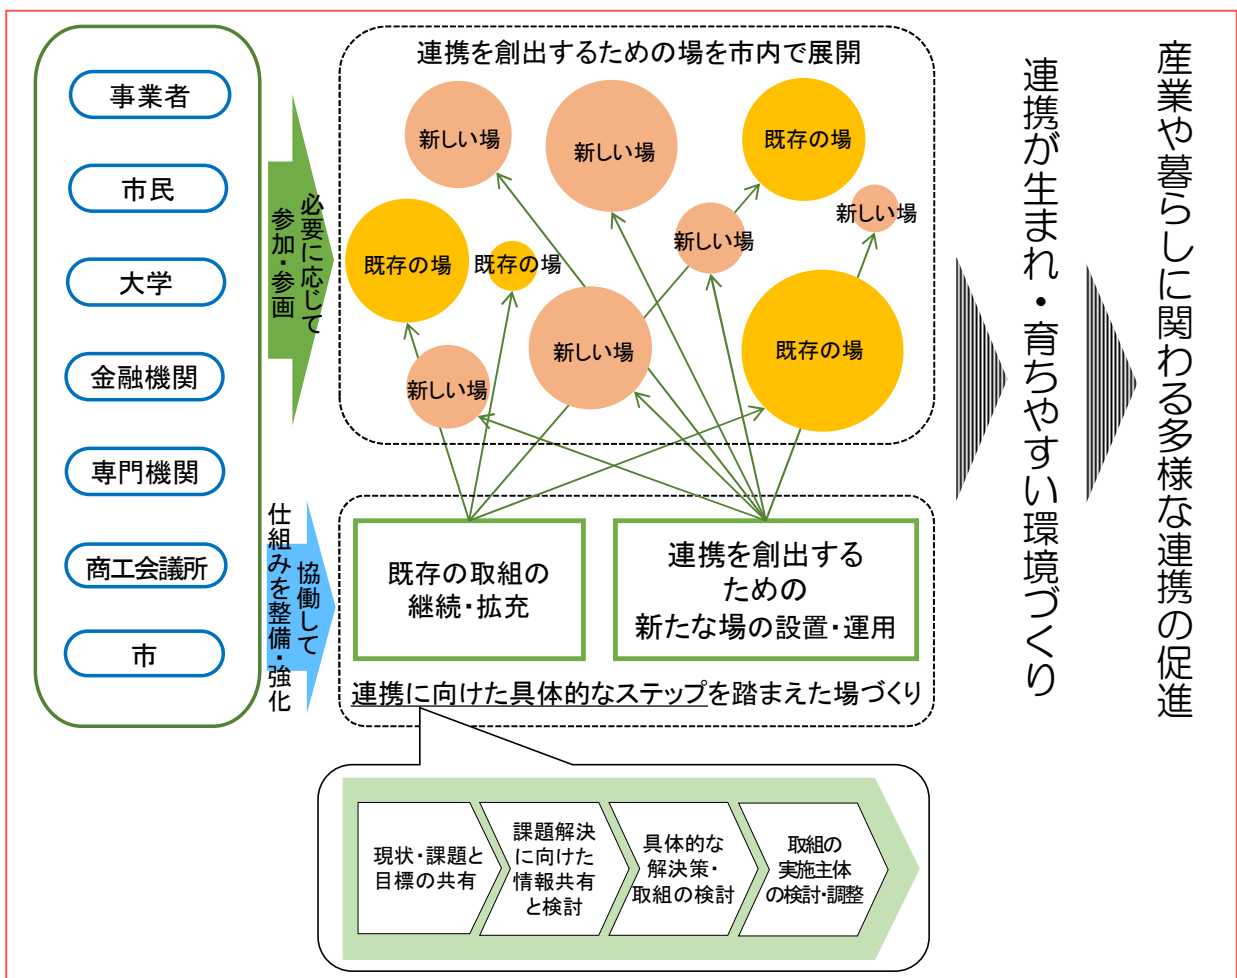 事業者
市民
大学
金融機関
専門機関
商工会議所
市
必要に応じて
参加・参画
協働して
仕組みを整備・強化
連携を創出するための場を市内で展開
新しい場
新しい場
既存の場
新しい場
新しい場
既存の場
既存の場
新しい場
既存の場
新しい場
既存の取組の
継続・拡充
連携を創出する
ための
新たな場の設置・運用
連携に向けた具体的なステップを踏まえた場づくり
現状・課題と
目標の共有
課題解決
に向けた
情報共有
と検討
具体的な
解決策・
取組の検討
取組の
実施主体
の検討・調整
連携が生まれ・育ちやすい環境づくり
産業や暮らしに関わる多様な連携の促進